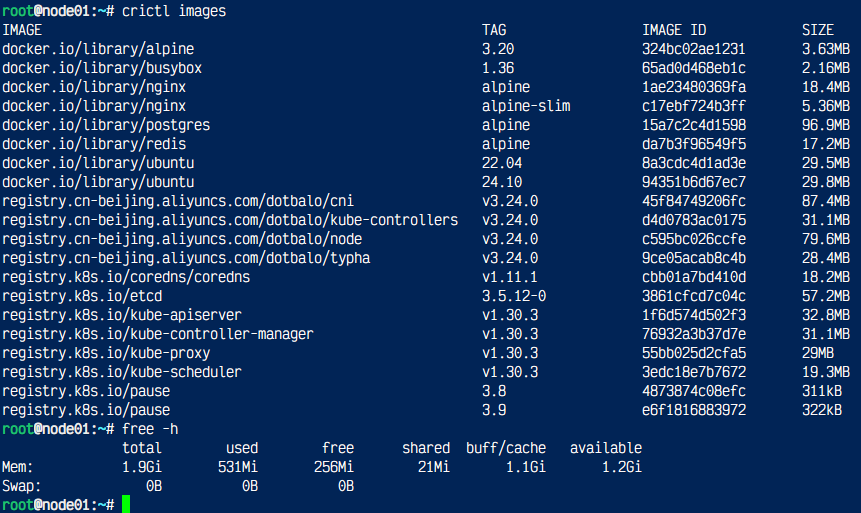 root@node01:~# crictl images
IMAGE TAG IMAGE ID SIZE
docker.io/library/alpine 3.20 324bc02ae1231 3.63MB
docker.io/library/busybox 1.36 65ad0d468eb1c 2.16MB
docker.io/library/nginx alpine 1ae23480369fa 18.4MB
docker.io/library/nginx alpine-slim c17ebf724b3ff 5.36MB
docker.io/library/postgres alpine 15a7c2c4d1598 96.9MB
docker.io/library/redis alpine da7b3f96549f5 17.2MB
docker.io/library/ubuntu 22.04 8a3cdc4d1ad3e 29.5MB
docker.io/library/ubuntu 24.10 94351b6d67ec7 29.8MB
registry.cn-beijing.aliyuncs.com/dotbalo/cni v3.24.0 45f84749206fc 87.4MB
registry.cn-beijing.aliyuncs.com/dotbalo/kube-controllers v3.24.0 d4d0783ac0175 31.1MB
registry.cn-beijing.aliyuncs.com/dotbalo/node v3.24.0 c595bc026ccfe 79.6MB
registry.cn-beijing.aliyuncs.com/dotbalo/typha v3.24.0 9ce05acab8c4b 28.4MB
registry.k8s.io/coredns/coredns v1.11.1 cbb01a7bd410d 18.2MB
registry.k8s.io/etcd 3.5.12-0 3861cfcd7c04c 57.2MB
registry.k8s.io/kube-apiserver v1.30.3 1f6d574d502f3 32.8MB
registry.k8s.io/kube-controller-manager v1.30.3 76932a3b37d7e 31.1MB
registry.k8s.io/kube-proxy v1.30.3 55bb025d2cfa5 29MB
registry.k8s.io/kube-scheduler v1.30.3 3edc18e7b7672 19.3MB
registry.k8s.io/pause 3.8 4873874c08efc 311kB
registry.k8s.io/pause 3.9 e6f1816883972 322kB
root@node01:~# free -h
total used free shared buff/cache available
Mem: 1.9Gi 531Mi 256Mi 21Mi 1.1Gi 1.2Gi
Swap: 0B 0B 0B
root@node01:~#